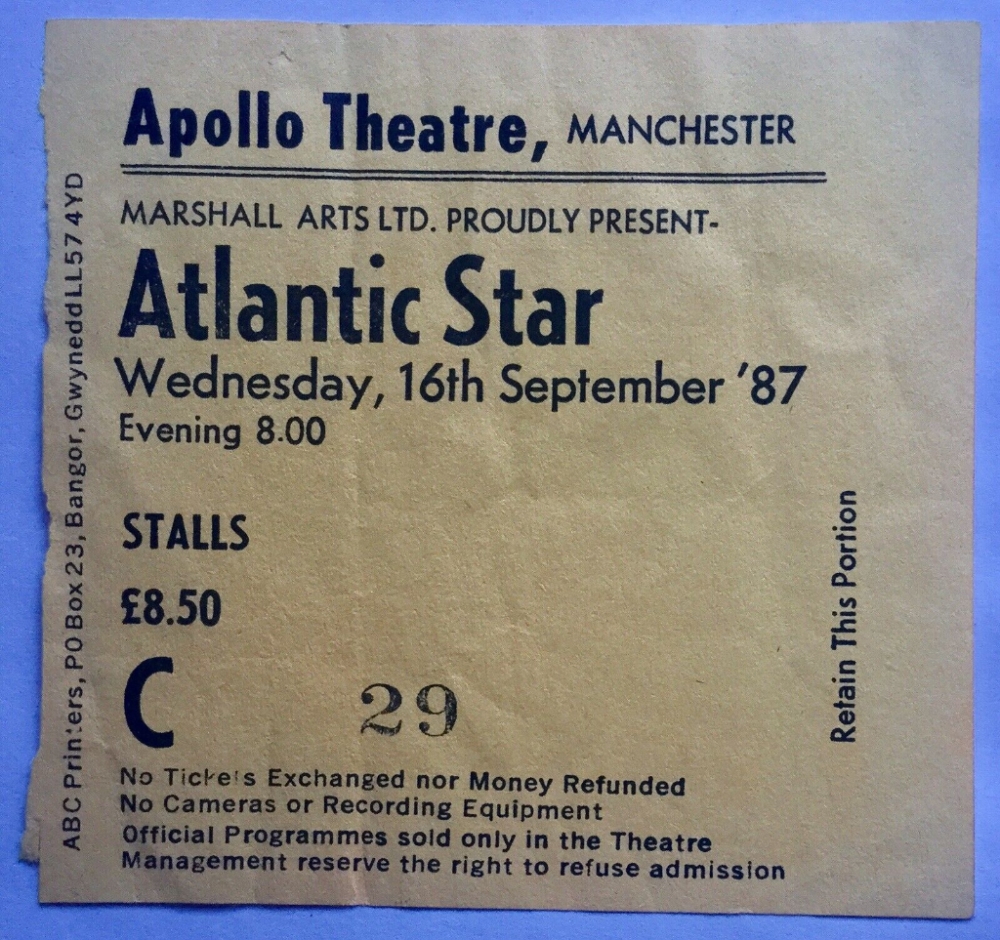 Apollo Theatre, MANCHESTER
MARSHALL ARTS LTD. PROUDLY PRESENT-
Atlantic Star
Wednesday, 16th September '87
Evening 8.00
STALLS
£8.50
C 29
No Tickets Exchanged nor Money Refunded
No Cameras or Recording Equipment
Official Programmes sold only in the Theatre
Management reserve the right to refuse admission
ABC Printers, PO Box 23, Bangor, Gwynedd LL57 4YD
Retain This Portion